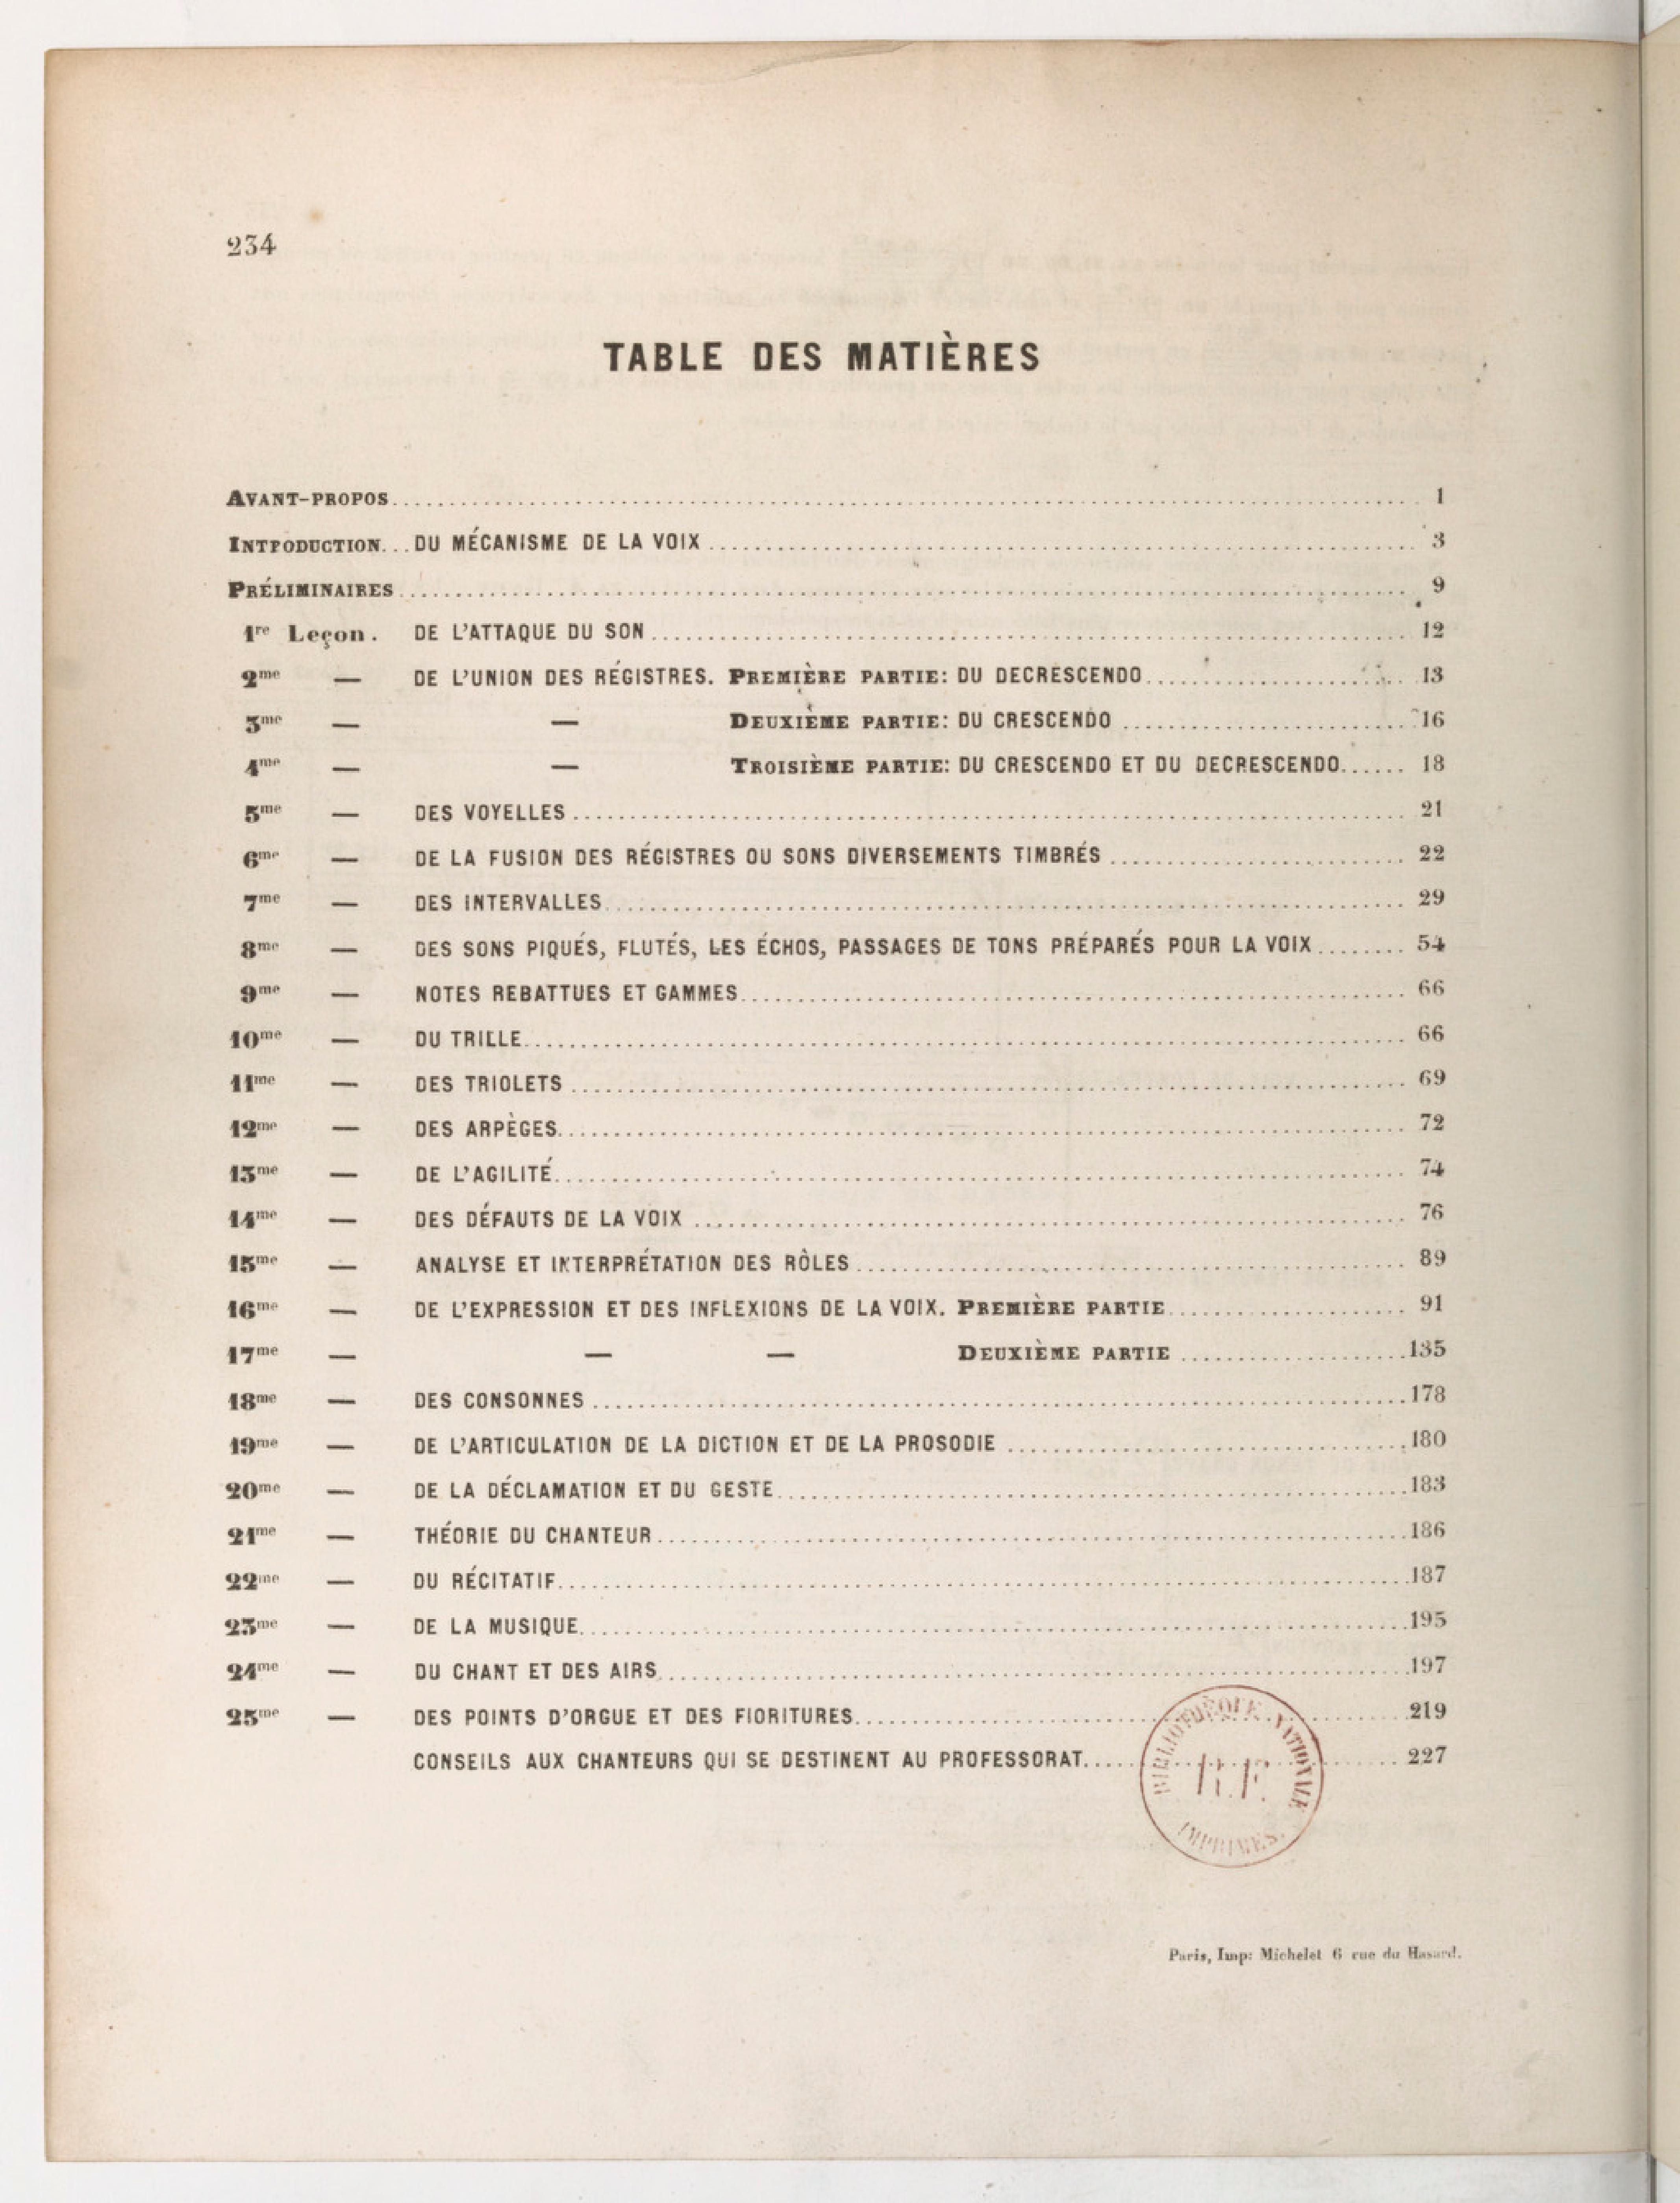 234
TABLE DES MATIÈRES
AVANT-PROPOS........ 1
INTRODUCTION...DU MÉCANISME DE LA VOIX........ 3
PRÉLIMINAIRES........ 9
1re Leçon. DE L'ATTAQUE DU SON........ 12
2me — DE L'UNION DES RÉGISTRES. PREMIÈRE PARTIE: DU DECRESCENDO........ 13
3me — — DEUXIÈME PARTIE: DU CRESCENDO........ 16
4me — — TROISIÈME PARTIE: DU CRESCENDO ET DU DECRESCENDO...... 18
5me — DES VOYELLES........ 21
6me — DE LA FUSION DES RÉGISTRES OU SONS DIVERSEMENTS TIMBRÉS........ 22
7me — DES INTERVALLES........ 29
8me — DES SONS PIQUÉS, FLUTÉS, LES ÉCHOS, PASSAGES DE TONS PRÉPARÉS POUR LA VOIX........ 54
9me — NOTES REBATTUES ET GAMMES........ 66
10me — DU TRILLE........ 66
11me — DES TRIOLETS........ 69
12me — DES ARPÈGES........ 72
13me — DE L'AGILITÉ........ 74
14me — DES DÉFAUTS DE LA VOIX........ 76
15me — ANALYSE ET INTERPRÉTATION DES RÔLES........ 89
16me — DE L'EXPRESSION ET DES INFLEXIONS DE LA VOIX. PREMIÈRE PARTIE........ 91
17me — — — DEUXIÈME PARTIE........ 135
18me — DES CONSONNES........ 178
19me — DE L'ARTICULATION DE LA DICTION ET DE LA PROSODIE........ 180
20me — DE LA DÉCLAMATION ET DU GESTE........ 183
21me — THÉORIE DU CHANTEUR........ 186
22me — DU RÉCITATIF........ 187
23me — DE LA MUSIQUE........ 195
24me — DU CHANT ET DES AIRS........ 197
25me — DES POINTS D'ORGUE ET DES FIORITURES........ 219
CONSEILS AUX CHANTEURS QUI SE DESTINENT AU PROFESSORAT........ 227
BIBLIOTHÈQUE NATIONALE
R.F.
IMPRIMÉS.
Paris, Imp: Michelet 6 rue du Hasard.